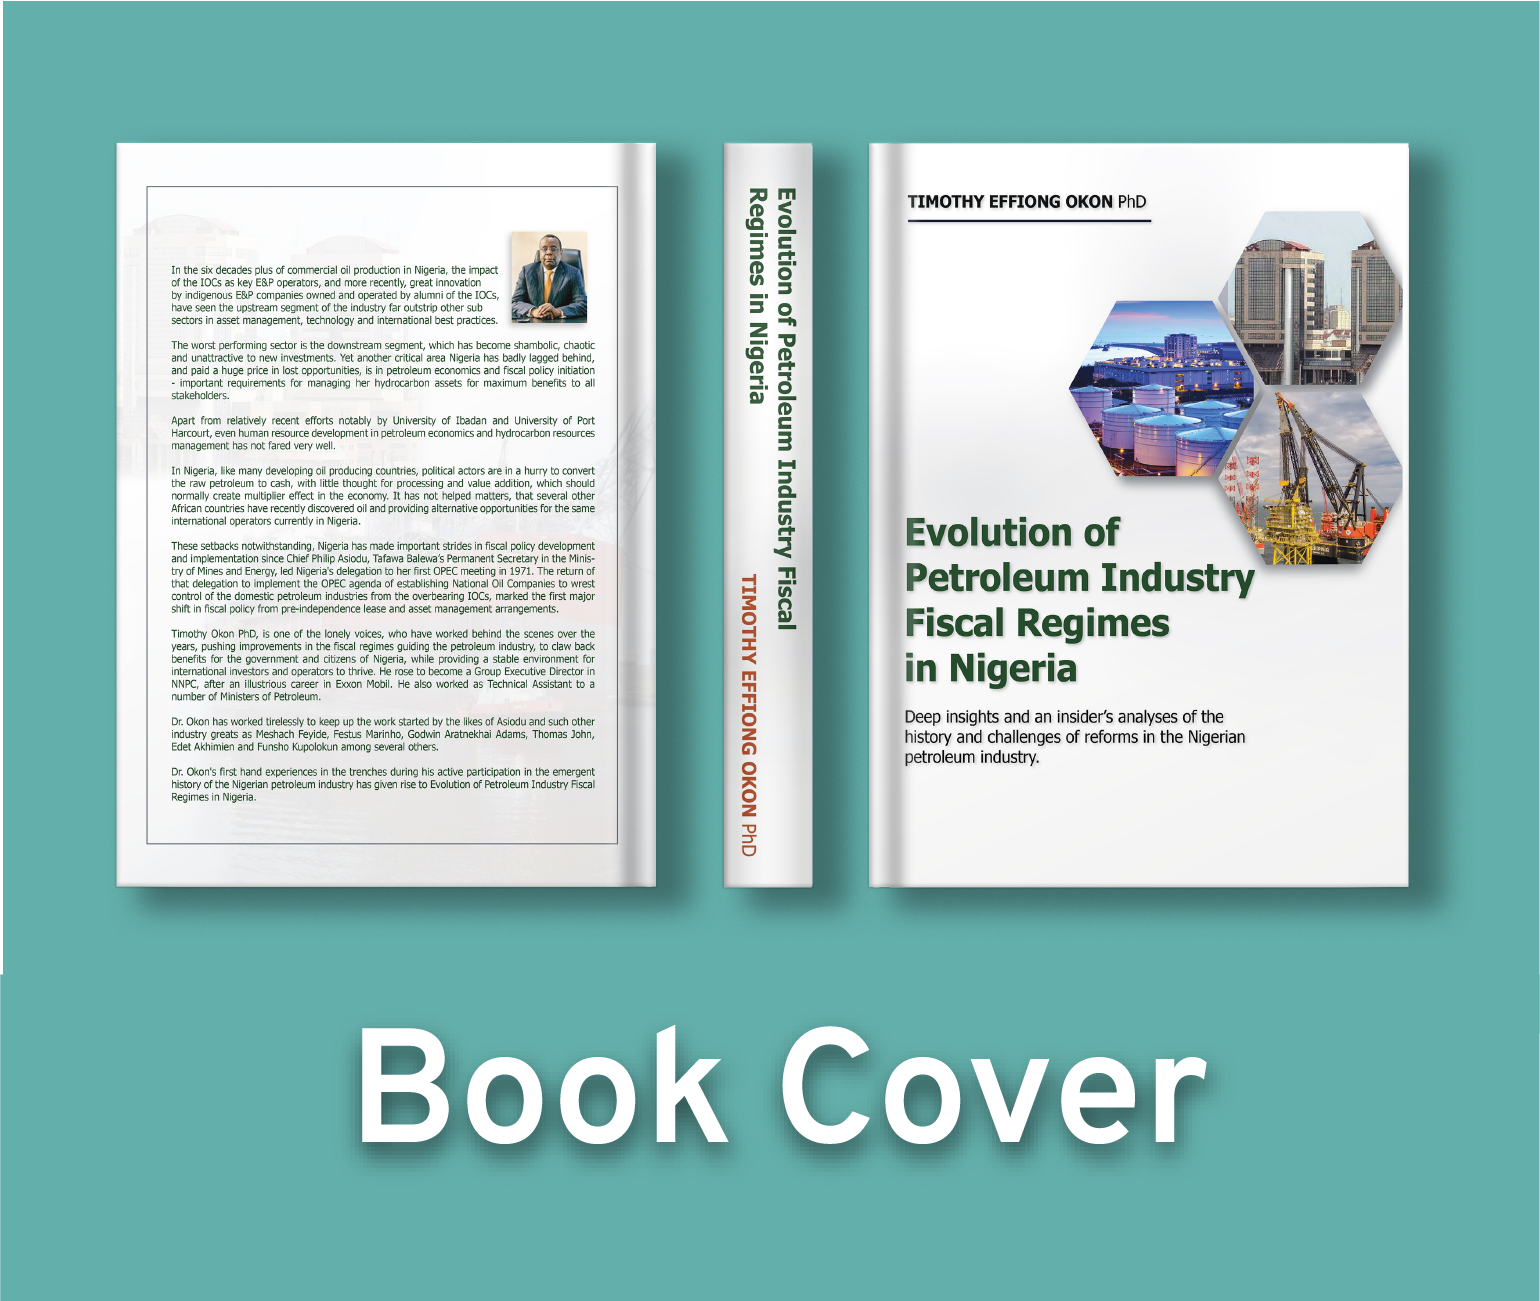 In the six decades plus of commercial oil production in Nigeria, the impact
of the IOCs as key E&P operators, and more recently, great innovation
by indigenous E&P companies owned and operated by alumni of the IOCs,
have seen the upstream segment of the industry far outstrip other sub
sectors in asset management, technology and international best practices.
The worst performing sector is the downstream segment, which has become shambolic, chaotic
and unattractive to new investments. Yet another critical area Nigeria has badly lagged behind,
and paid a huge price in lost opportunities, is in petroleum economics and fiscal policy initiation
- important requirements for managing her hydrocarbon assets for maximum benefits to all
stakeholders.
Apart from relatively recent efforts notably by University of Ibadan and University of Port
Harcourt, even human resource development in petroleum economics and hydrocarbon resources
management has not fared very well.
In Nigeria, like many developing oil producing countries, political actors are in a hurry to convert
the raw petroleum to cash, with little thought for processing and value addition, which should
normally create multiplier effect in the economy. It has not helped matters, that several other
African countries have recently discovered oil and providing alternative opportunities for the same
international operators currently in Nigeria.
These setbacks notwithstanding, Nigeria has made important strides in fiscal policy development
and implementation since Chief Philip Asiodu, Tafawa Balewa's Permanent Secretary in the Minis-
try of Mines and Energy, led Nigeria's delegation to her first OPEC meeting in 1971. The return of
that delegation to implement the OPEC agenda of establishing National Oil Companies to wrest
control of the domestic petroleum industries from the overbearing IOCs, marked the first major
shift in fiscal policy from pre-independence lease and asset management arrangements.
Timothy Okon PhD, is one of the lonely voices, who have worked behind the scenes over the
years, pushing improvements in the fiscal regimes guiding the petroleum industry, to claw back
benefits for the government and citizens of Nigeria, while providing a stable environment for
international investors and operators to thrive. He rose to become a Group Executive Director in
NNPC, after an illustrious career in Exxon Mobil. He also worked as Technical Assistant to a
number of Ministers of Petroleum.
Dr. Okon has worked tirelessly to keep up the work started by the likes of Asiodu and such other
industry greats as Meshach Feyide, Festus Marinho, Godwin Aratnekhai Adams, Thomas John,
Edet Akhimien and Funsho Kupolokun among several others.
Dr. Okon's first hand experiences in the trenches during his active participation in the emergent
history of the Nigerian petroleum industry has given rise to Evolution of Petroleum Industry Fiscal
Regimes in Nigeria.
Evolution of Petroleum Industry Fiscal
Regimes in Nigeria
TIMOTHY EFFIONG OKON PhD
TIMOTHY EFFIONG OKON PhD
Evolution of
Petroleum Industry
Fiscal Regimes
in Nigeria
Deep insights and an insider's analyses of the
history and challenges of reforms in the Nigerian
petroleum industry.
Book Cover